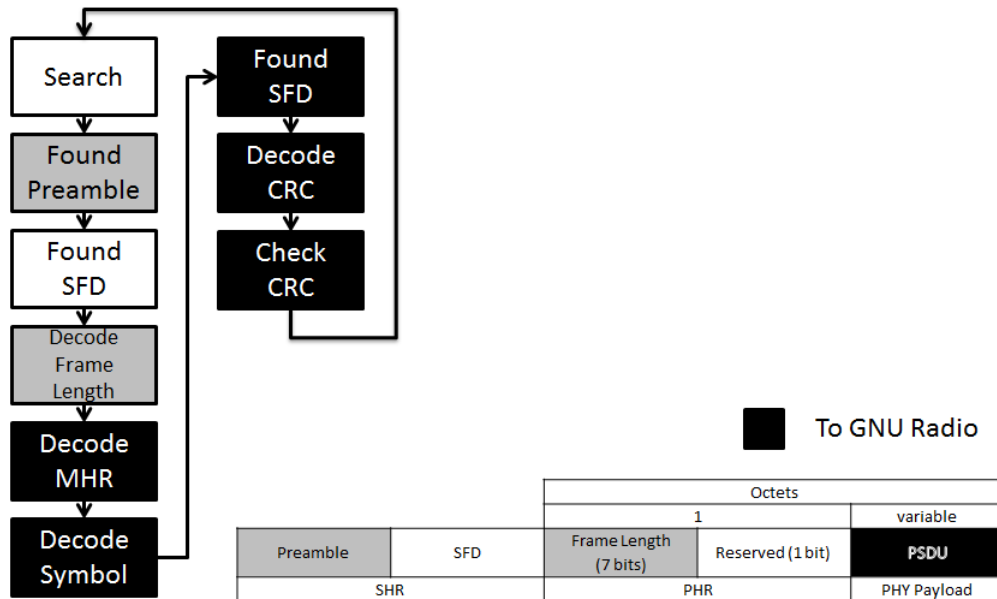 Search
Found
Preamble
Found
SFD
Decode
Frame
Length
Decode
MHR
Decode
Symbol
Found
SFD
Decode
CRC
Check
CRC
To GNU Radio
Octets
1
variable
Preamble
SFD
Frame Length
(7 bits)
Reserved (1 bit)
PSDU
SHR
PHR
PHY Payload